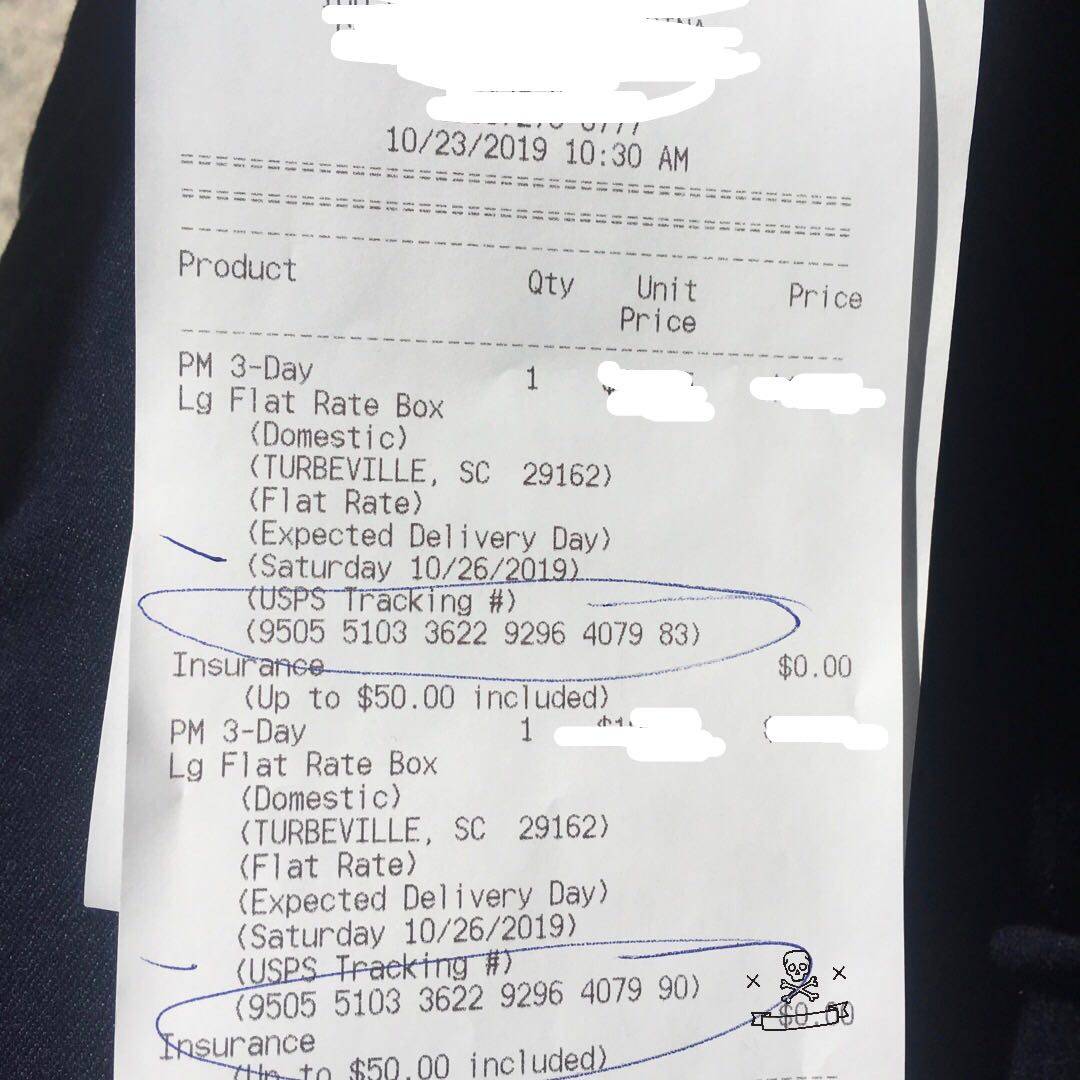 10/23/2019 10:30 AM
Product Qty Unit Price Price
PM 3-Day 1
Lg Flat Rate Box
(Domestic)
(TURBEVILLE, SC 29162)
(Flat Rate)
(Expected Delivery Day)
(Saturday 10/26/2019)
(USPS Tracking #)
(9505 5103 3622 9296 4079 83)
Insurance $0.00
(Up to $50.00 included)
PM 3-Day 1
Lg Flat Rate Box
(Domestic)
(TURBEVILLE, SC 29162)
(Flat Rate)
(Expected Delivery Day)
(Saturday 10/26/2019)
(USPS Tracking #)
(9505 5103 3622 9296 4079 90)
Insurance $0.00
(Up to $50.00 included)